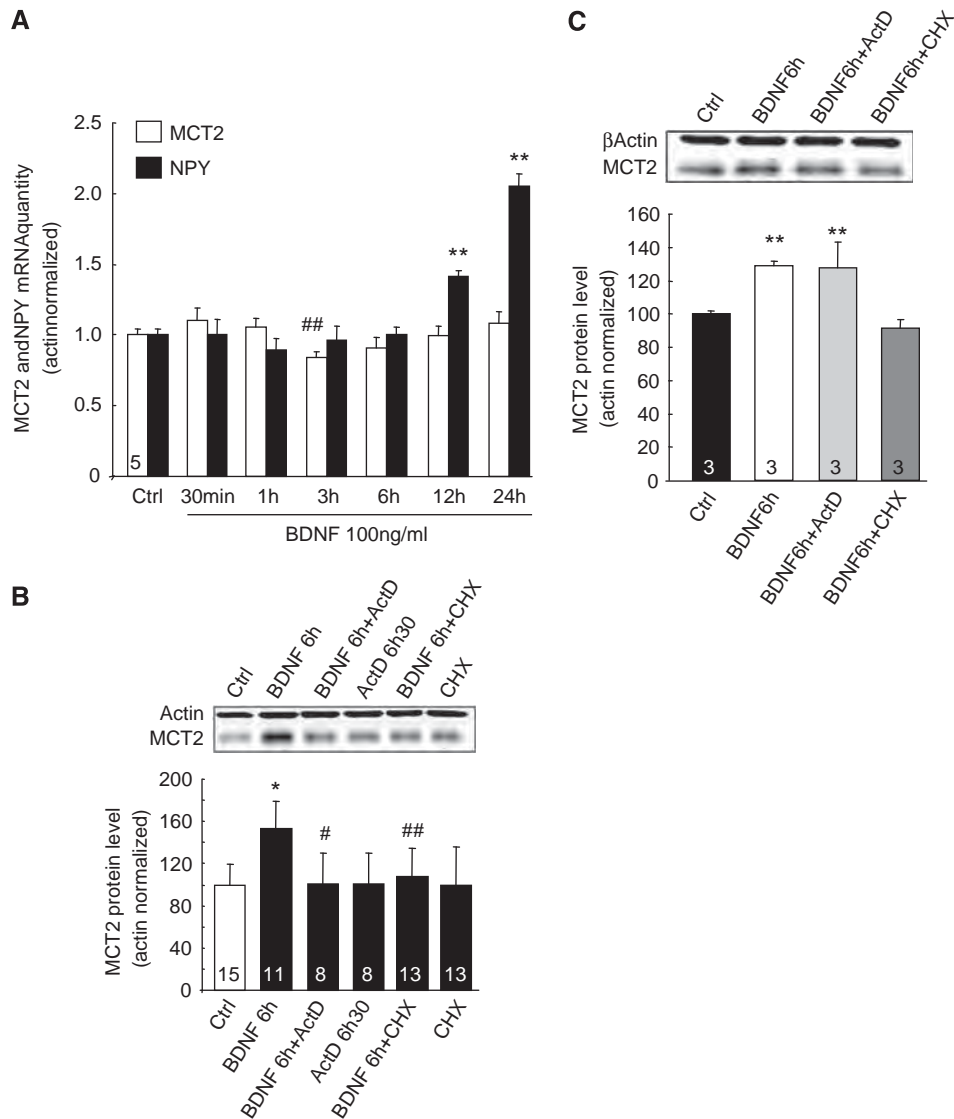 A
MCT2 andNPY mRNAquantity
(actinnormalized)
2.5
2.0
1.5
1.0
0.5
0
MCT2
NPY
##
**
**
5
Ctrl
30min
1h
3h
6h
12h
24h
BDNF 100ng/ml
B
Ctrl
BDNF 6h
BDNF 6h+ActD
ActD 6h30
BDNF 6h+CHX
CHX
Actin
MCT2
MCT2 protein level
(actin normalized)
200
160
120
80
40
0
*
#
##
15
11
8
8
13
13
Ctrl
BDNF 6h
BDNF 6h+ActD
ActD 6h30
BDNF 6h+CHX
CHX
C
Ctrl
BDNF6h
BDNF6h+ActD
BDNF6h+CHX
βActin
MCT2
MCT2 protein level
(actin normalized)
160
140
120
100
80
60
40
20
0
**
**
3
3
3
3
Ctrl
BDNF6h
BDNF6h+ActD
BDNF6h+CHX